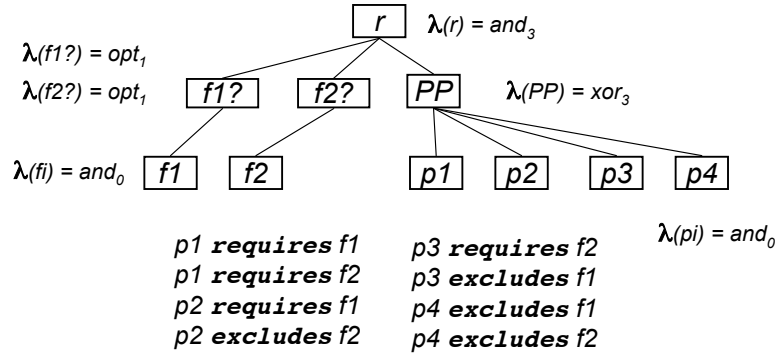 r
λ(r) = and3
λ(f1?) = opt1
λ(f2?) = opt1
f1?
f2?
PP
λ(PP) = xor3
λ(fi) = and0
f1
f2
p1
p2
p3
p4
λ(pi) = and0
p1 requires f1
p1 requires f2
p2 requires f1
p2 excludes f2
p3 requires f2
p3 excludes f1
p4 excludes f1
p4 excludes f2